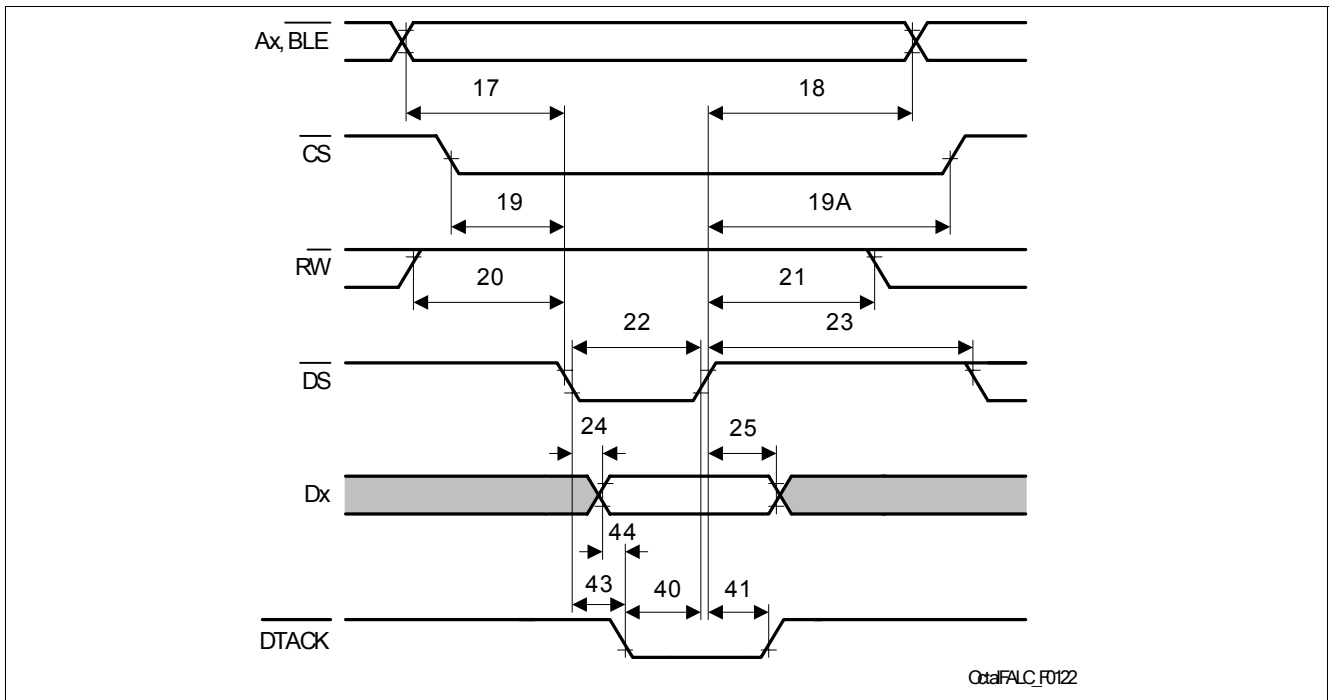 Ax, BLE
17
18
CS
19
19A
RW
20
21
22
23
DS
24
25
Dx
44
43
40
41
DTACK
OctalFALC_F0122